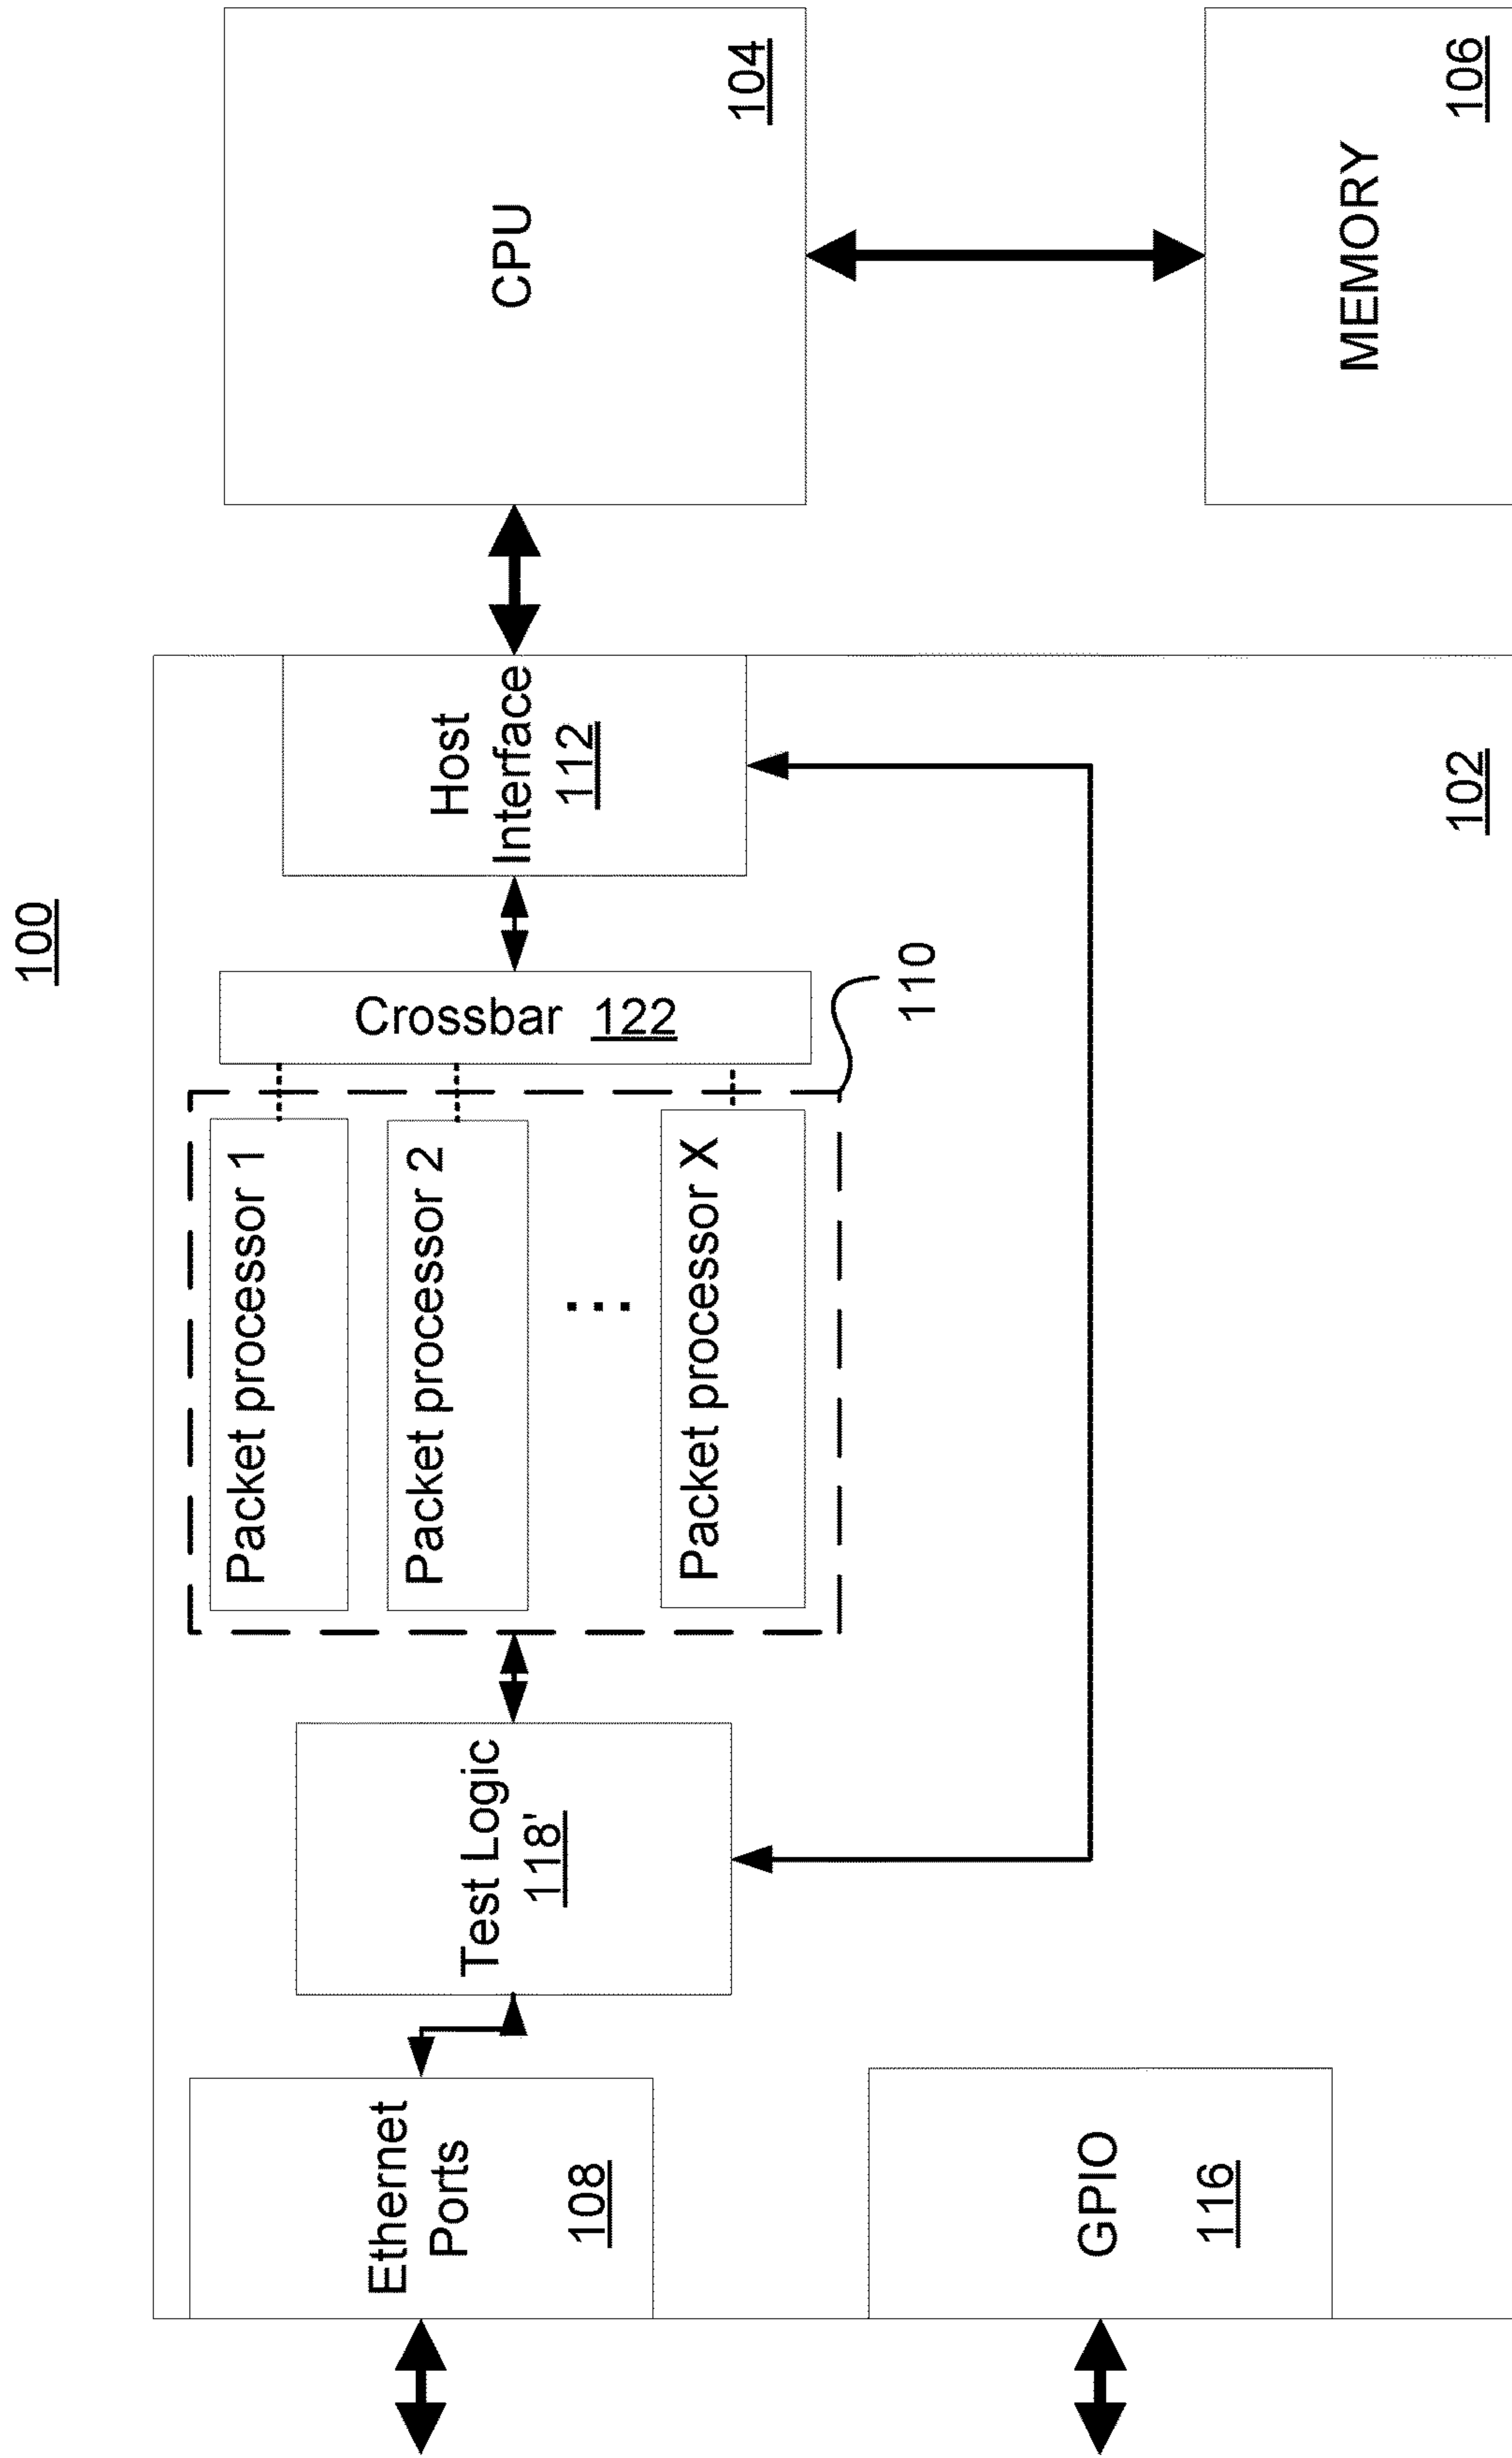 100
Ethernet
Ports
108
Test Logic
118'
Packet processor 1
Packet processor 2
...
Packet processor X
110
Crossbar 122
Host
Interface
112
CPU
104
GPIO
116
102
MEMORY
106